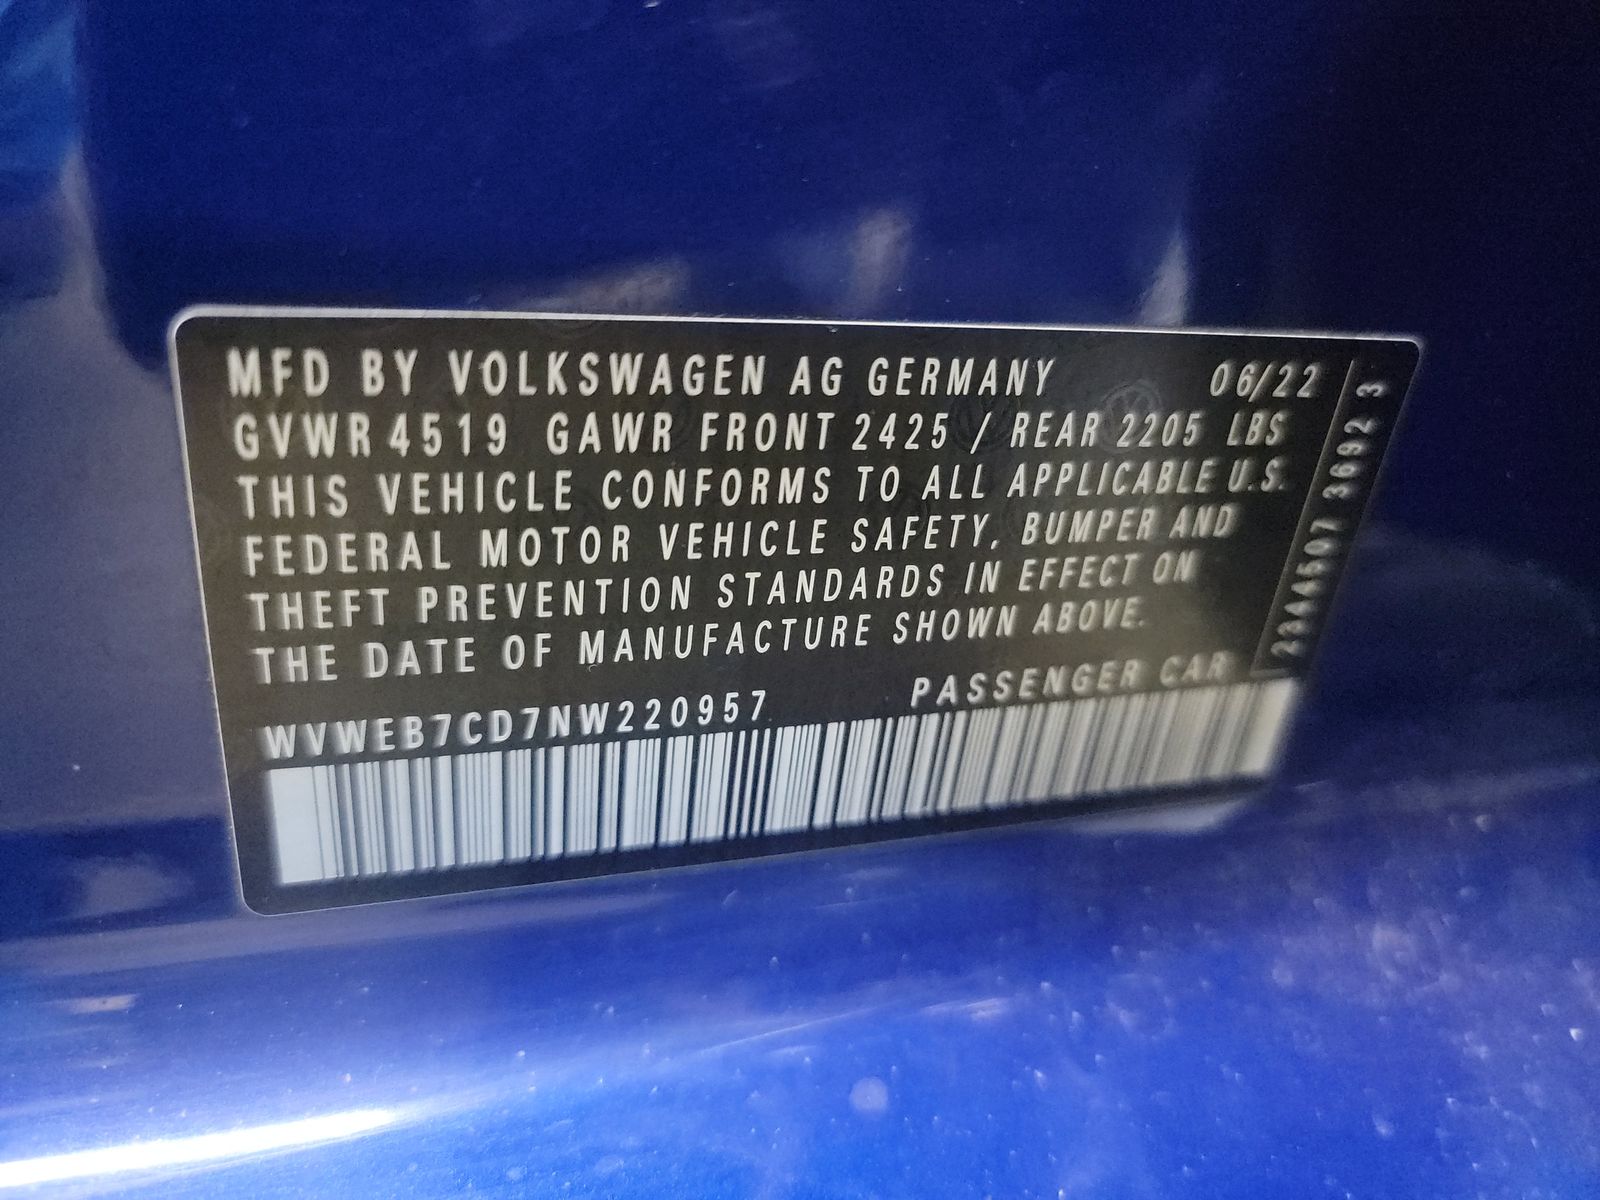 MFD BY VOLKSWAGEN AG GERMANY 06/22
GVWR 4519 GAWR FRONT 2425 / REAR 2205 LBS
THIS VEHICLE CONFORMS TO ALL APPLICABLE U.S.
FEDERAL MOTOR VEHICLE SAFETY, BUMPER AND
THEFT PREVENTION STANDARDS IN EFFECT ON
THE DATE OF MANUFACTURE SHOWN ABOVE.
WVWEB7CD7NW220957 PASSENGER CAR